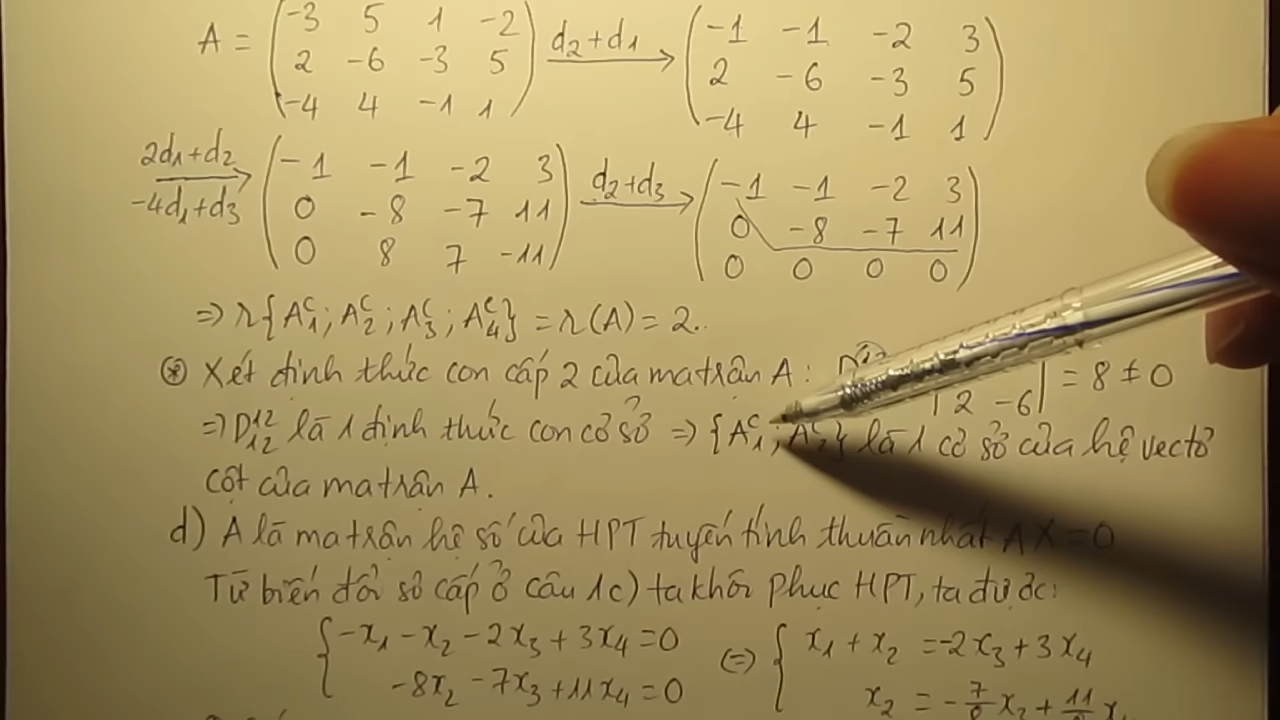 A = (-3 5 1 -2; 2 -6 -3 5; -4 4 -1 1) d₂+d₁ → (-1 -1 -2 3; 2 -6 -3 5; -4 4 -1 1)
2d₁+d₂ -4d₁+d₃ → (-1 -1 -2 3; 0 -8 -7 11; 0 8 7 -11) d₂+d₃ → (-1 -1 -2 3; 0 -8 -7 11; 0 0 0 0)
⇒ r{A₁ᶜ; A₂ᶜ; A₃ᶜ; A₄ᶜ} = r(A) = 2.
⊛ Xét định thức con cấp 2 của ma trận A: 2 -6| = 8 ≠ 0
⇒ D₁₂¹² là 1 định thức con cơ sở ⇒ {A₁ᶜ; A₂ᶜ} là 1 cơ sở của hệ vectơ
cột của ma trận A.
d) A là ma trận hệ số của HPT tuyến tính thuần nhất AX = 0
Từ biến đổi sơ cấp ở câu 1c) ta khôi phục HPT, ta được:
{-x₁ - x₂ - 2x₃ + 3x₄ = 0 (=) { x₁ + x₂ = -2x₃ + 3x₄
-8x₂ - 7x₃ + 11x₄ = 0 x₂ = -